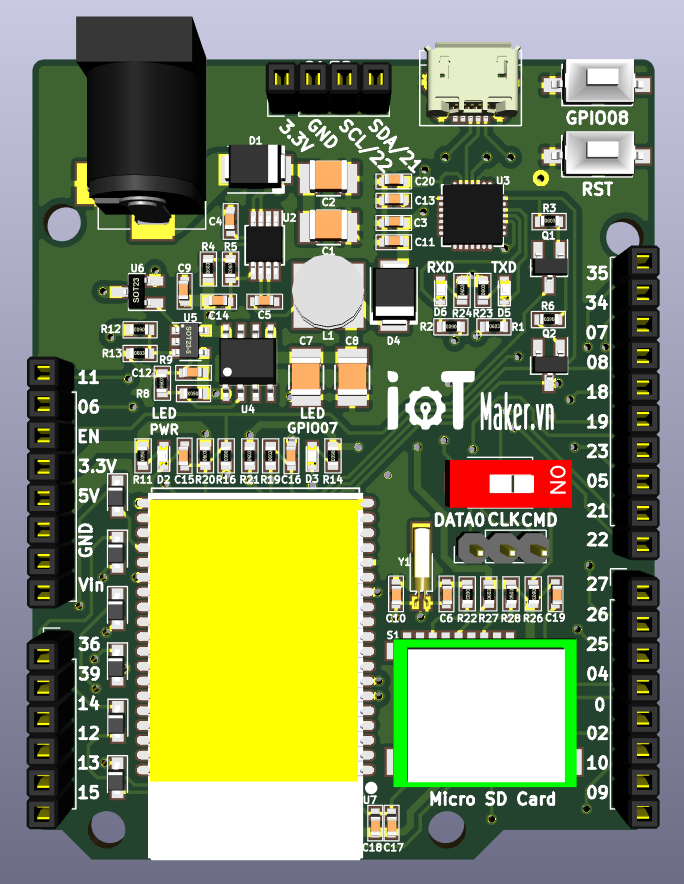 3.3V
GND
SCL/22
SDA/21
GPIO08
RST
D1
C20
C13
C3
C11
U3
R3
Q1
C2
C4
U2
C1
R4
R5
U6
C9
SOT23
C14
C5
L1
D4
RXD
TXD
D6
R24
R23
D5
R2
R1
R6
Q2
R12
R13
U5
R9
C12
R8
U4
C7
C8
LED
PWR
LED
GPIO07
ioT Maker.vn
11
06
EN
3.3V
5V
GND
Vin
36
39
14
12
13
15
35
34
07
08
18
19
23
05
21
22
27
26
25
04
0
02
10
09
R11
D2
C15
R20
R16
R21
R19
C16
D3
R14
ON
DATA0
CLK
CMD
Y1
C10
C6
R22
R27
R28
R26
C19
S1
Micro SD Card
U7
C18
C17